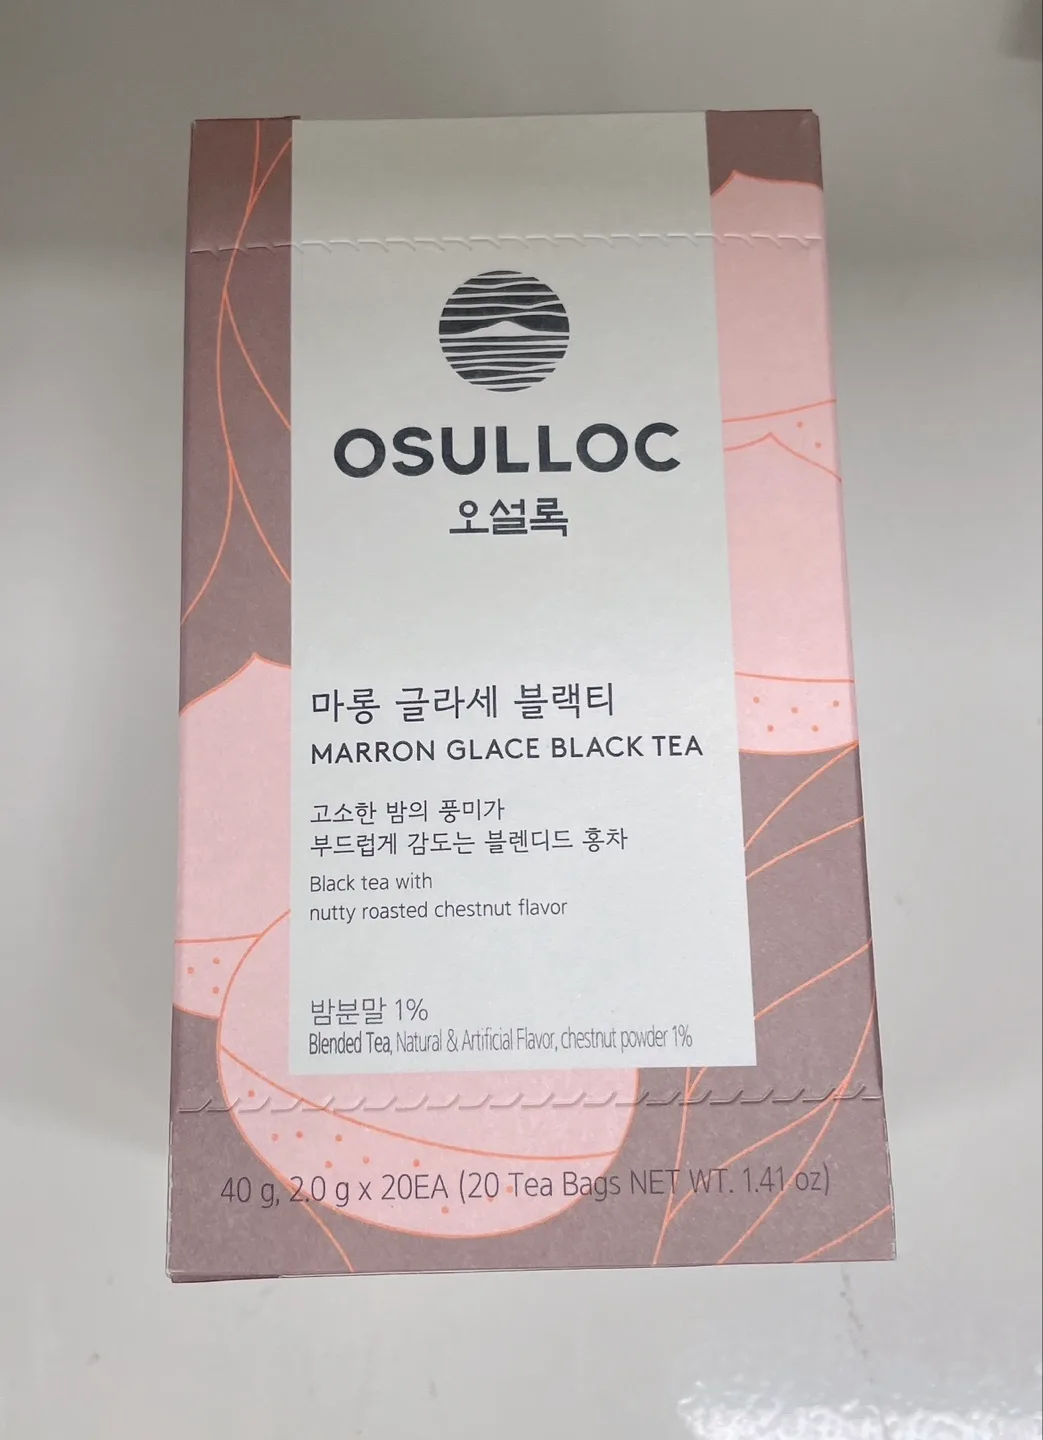 OSULLOC
오설록
마롱 글라세 블랙티
MARRON GLACE BLACK TEA
고소한 밤의 풍미가
부드럽게 감도는 블렌디드 홍차
Black tea with
nutty roasted chestnut flavor
밤분말 1%
Blended Tea, Natural & Artificial Flavor, chestnut powder 1%
40 g, 2.0 g x 20EA (20 Tea Bags NET WT. 1.41 oz)